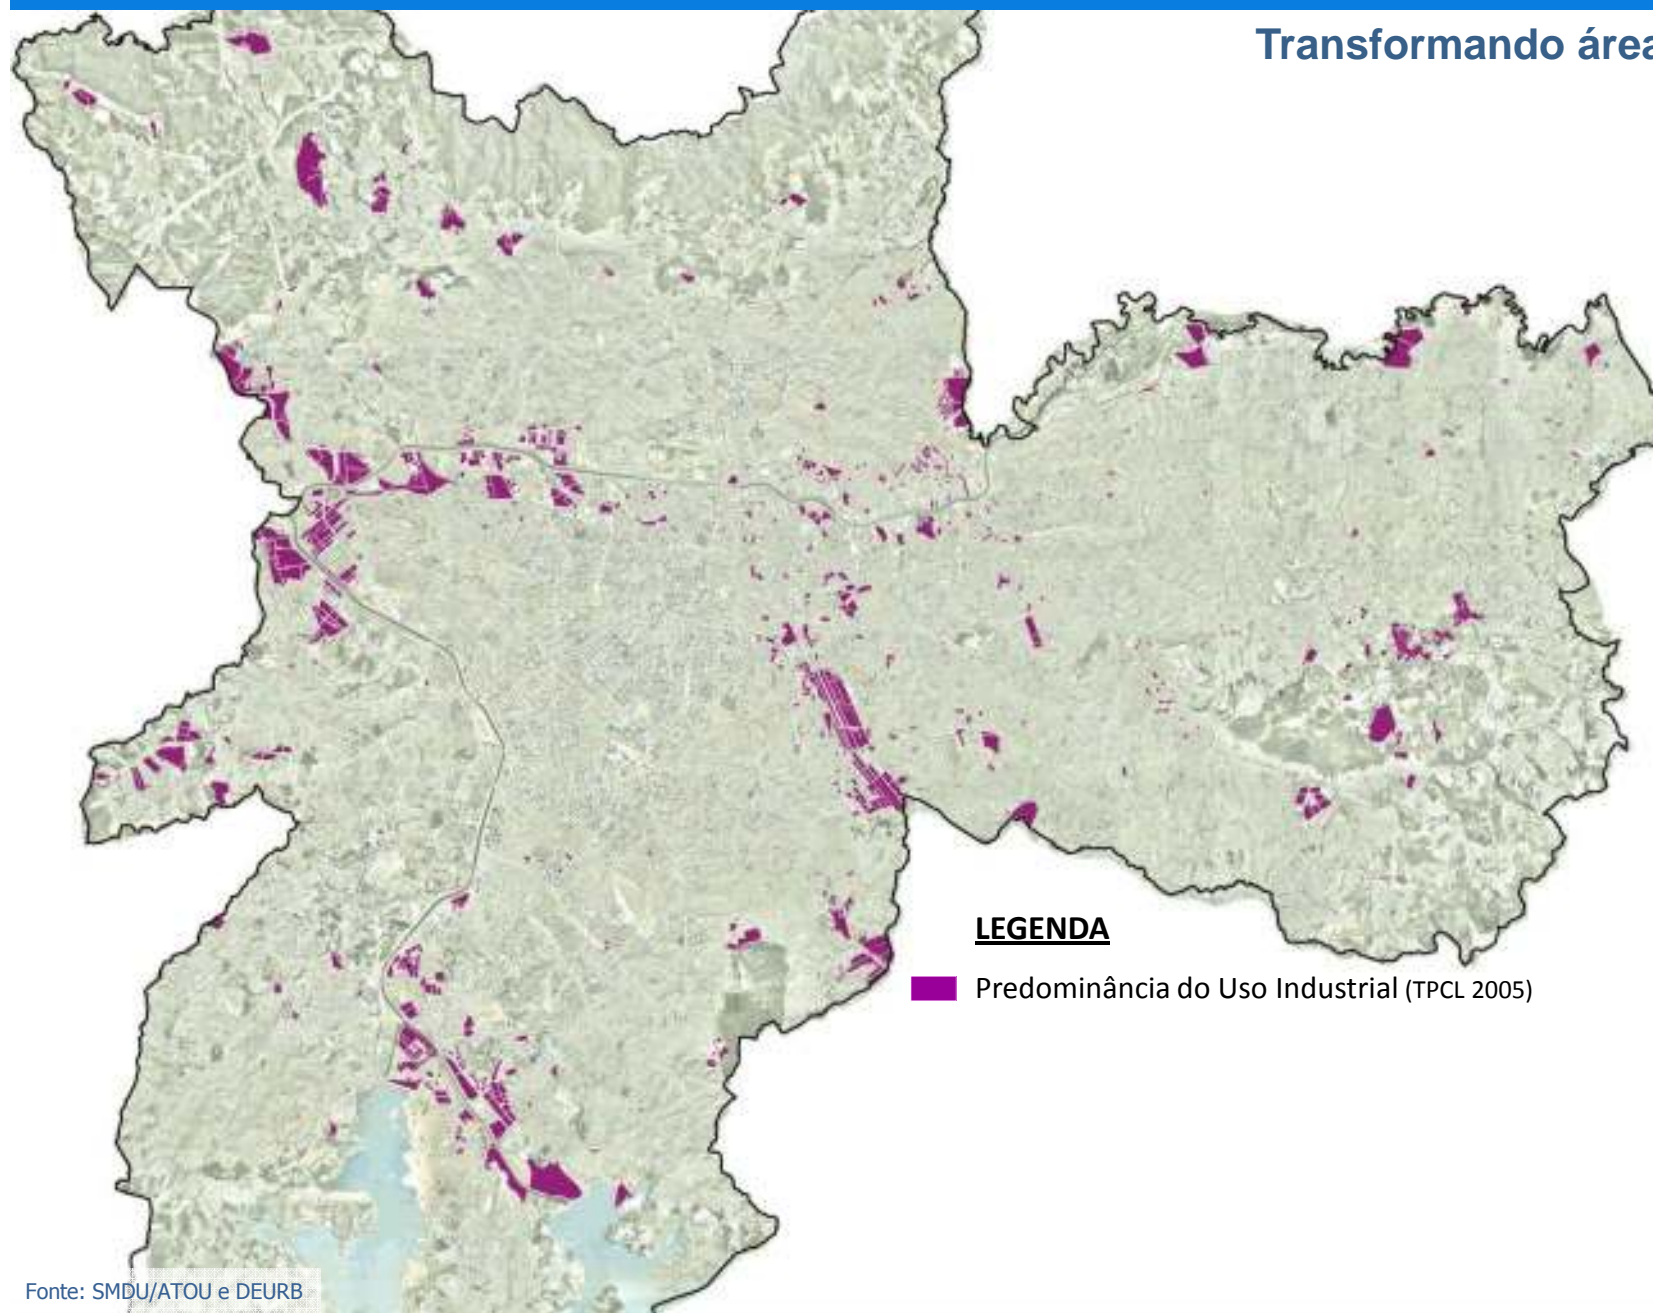 Transformando área
LEGENDA
Predominância do Uso Industrial (TPCL 2005)
Fonte: SMDU/ATOU e DEURB